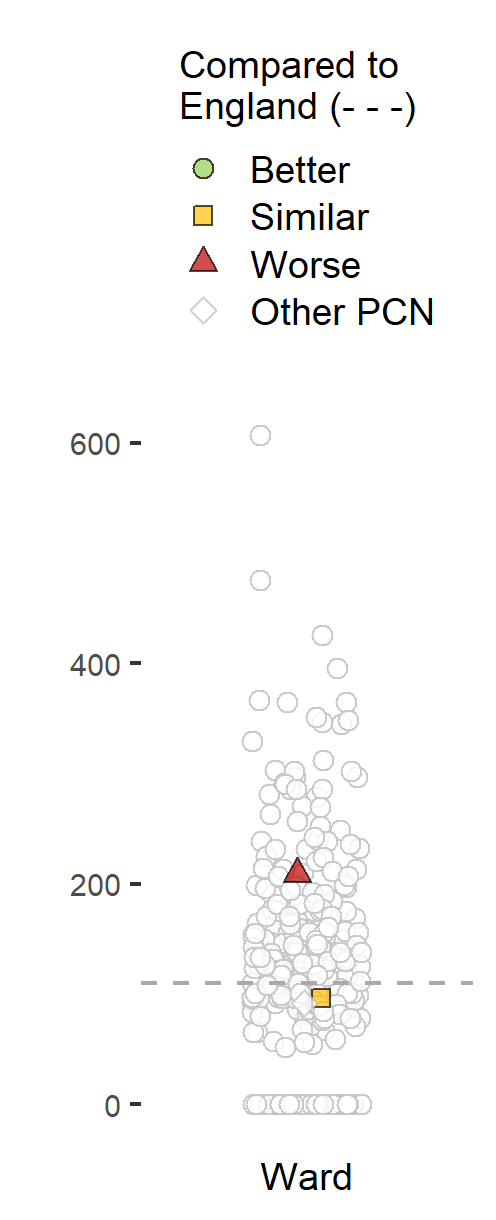 Compared to
England (- - -)
Better
Similar
Worse
Other PCN
600
400
200
0
Ward